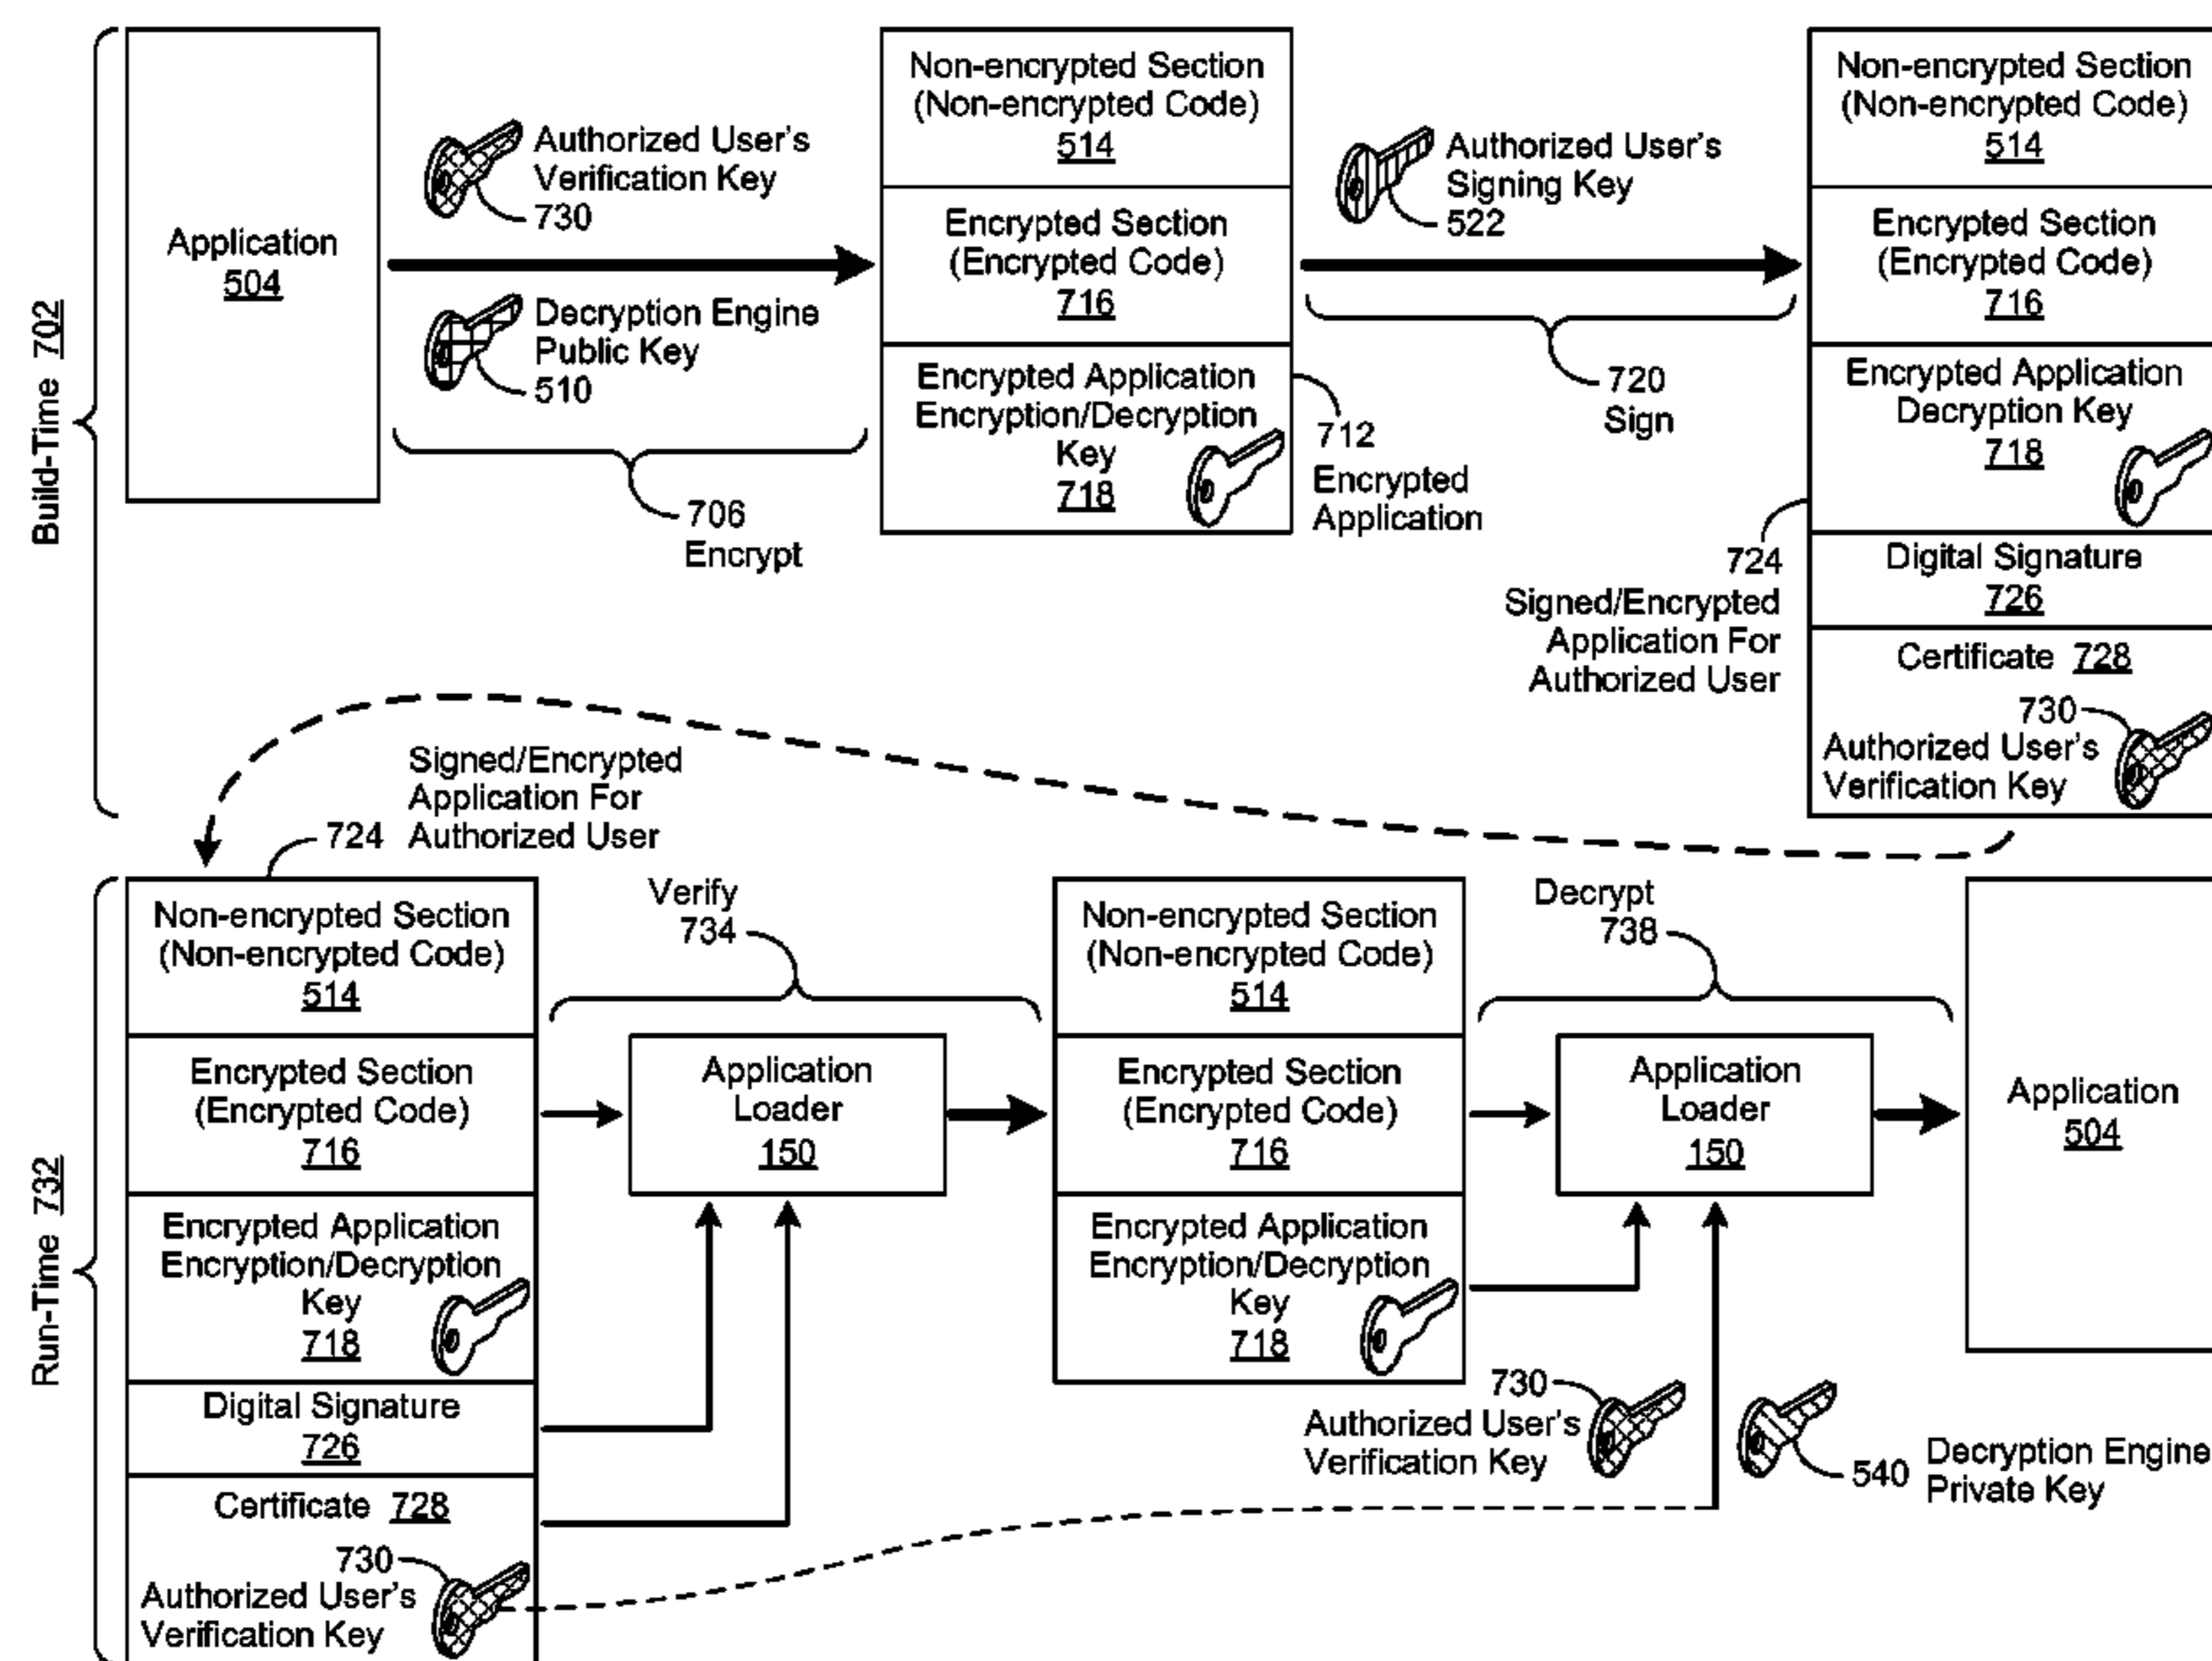 Build-Time 702
Application
504
Authorized User's
Verification Key
730
Decryption Engine
Public Key
510
706
Encrypt
Non-encrypted Section
(Non-encrypted Code)
514
Encrypted Section
(Encrypted Code)
716
Encrypted Application
Encryption/Decryption
Key
718
712
Encrypted
Application
Authorized User's
Signing Key
522
720
Sign
Non-encrypted Section
(Non-encrypted Code)
514
Encrypted Section
(Encrypted Code)
716
Encrypted Application
Decryption Key
718
Digital Signature
726
Certificate 728
730
Authorized User's
Verification Key
724
Signed/Encrypted
Application For
Authorized User
Run-Time 732
Signed/Encrypted
Application For
724 Authorized User
Non-encrypted Section
(Non-encrypted Code)
514
Encrypted Section
(Encrypted Code)
716
Encrypted Application
Encryption/Decryption
Key
718
Digital Signature
726
Certificate 728
730
Authorized User's
Verification Key
Verify
734
Application
Loader
150
Non-encrypted Section
(Non-encrypted Code)
514
Encrypted Section
(Encrypted Code)
716
Encrypted Application
Encryption/Decryption
Key
718
Decrypt
738
Application
Loader
150
730
Authorized User's
Verification Key
540
Decryption Engine
Private Key
Application
504